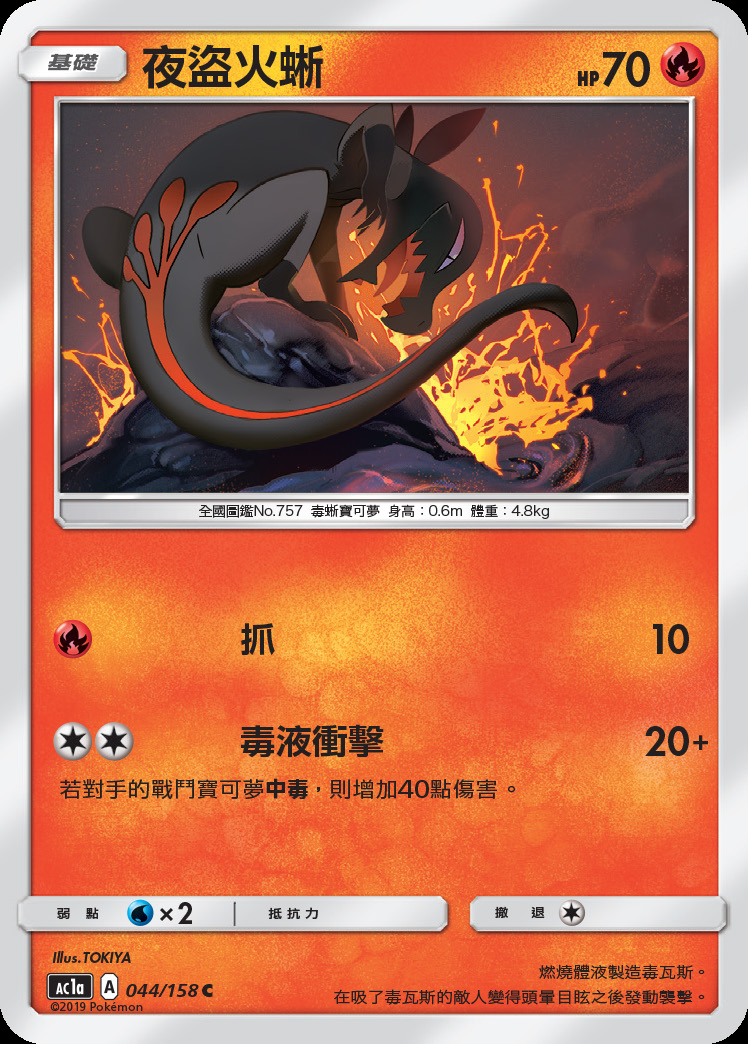 基礎 夜盜火蜥 HP70
全國圖鑑No.757 毒蜥寶可夢 身高：0.6m 體重：4.8kg
抓 10
毒液衝擊 20+
若對手的戰鬥寶可夢中毒，則增加40點傷害。
弱點 ×2 抵抗力 撤退
Illus.TOKIYA
AC1a A 044/158 C
©2019 Pokémon
燃燒體液製造毒瓦斯。
在吸了毒瓦斯的敵人變得頭暈目眩之後發動襲擊。